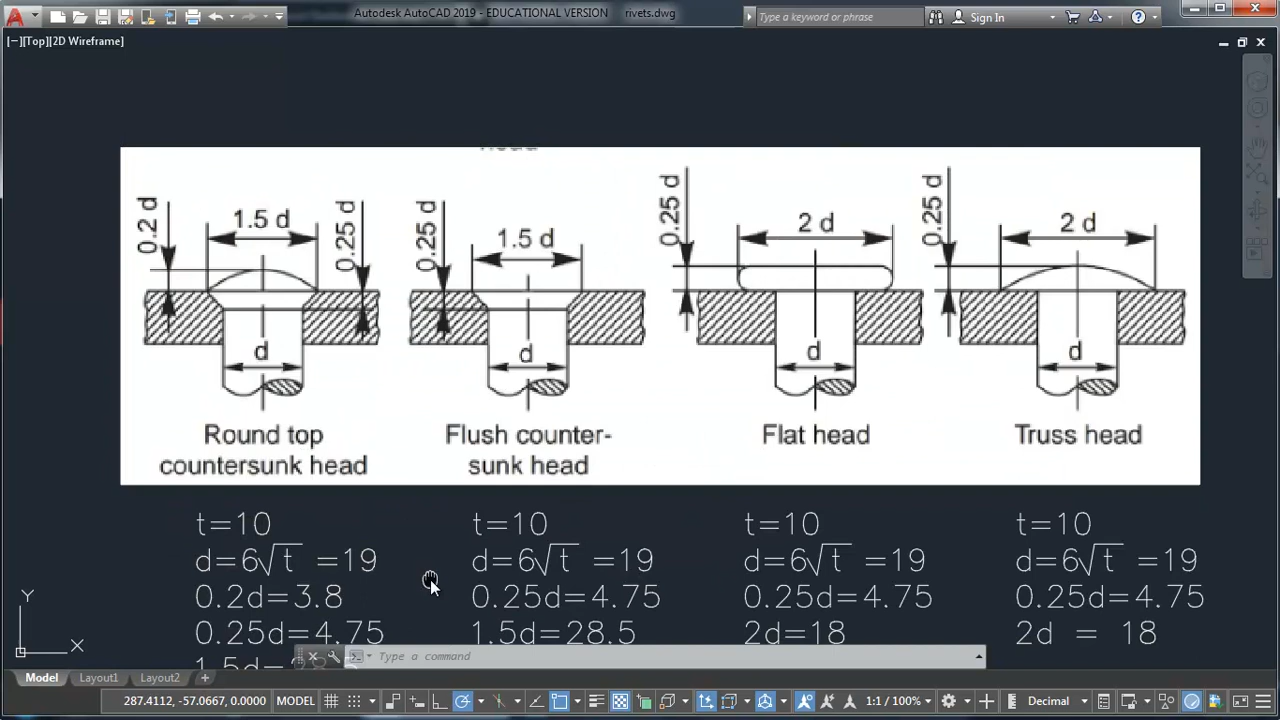 Autodesk AutoCAD 2019 - EDUCATIONAL VERSION rivets.dwg
Type a keyword or phrase
Sign In
[−][Top][2D Wireframe]
0.2 d
1.5 d
0.25 d
d
Round top
countersunk head
0.25 d
1.5 d
d
Flush counter-
sunk head
0.25 d
2 d
d
Flat head
0.25 d
2 d
d
Truss head
t=10
d=6√t =19
0.2d=3.8
0.25d=4.75
t=10
d=6√t =19
0.25d=4.75
1.5d=28.5
t=10
d=6√t =19
0.25d=4.75
2d=18
t=10
d=6√t =19
0.25d=4.75
2d = 18
Y
X
Type a command
Model Layout1 Layout2 +
287.4112, -57.0667, 0.0000 MODEL 1:1 / 100% Decimal